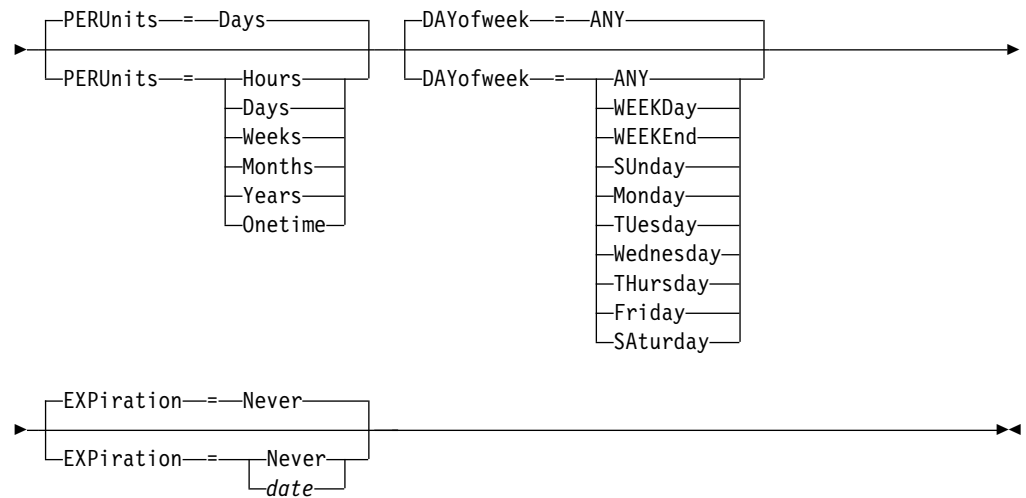 PERUnits = Days DAYofweek = ANY
PERUnits = Hours DAYofweek = ANY
Days WEEKDay
Weeks WEEKEnd
Months SUnday
Years Monday
Onetime TUesday
Wednesday
THursday
Friday
SAturday
EXPiration = Never
EXPiration = Never
date